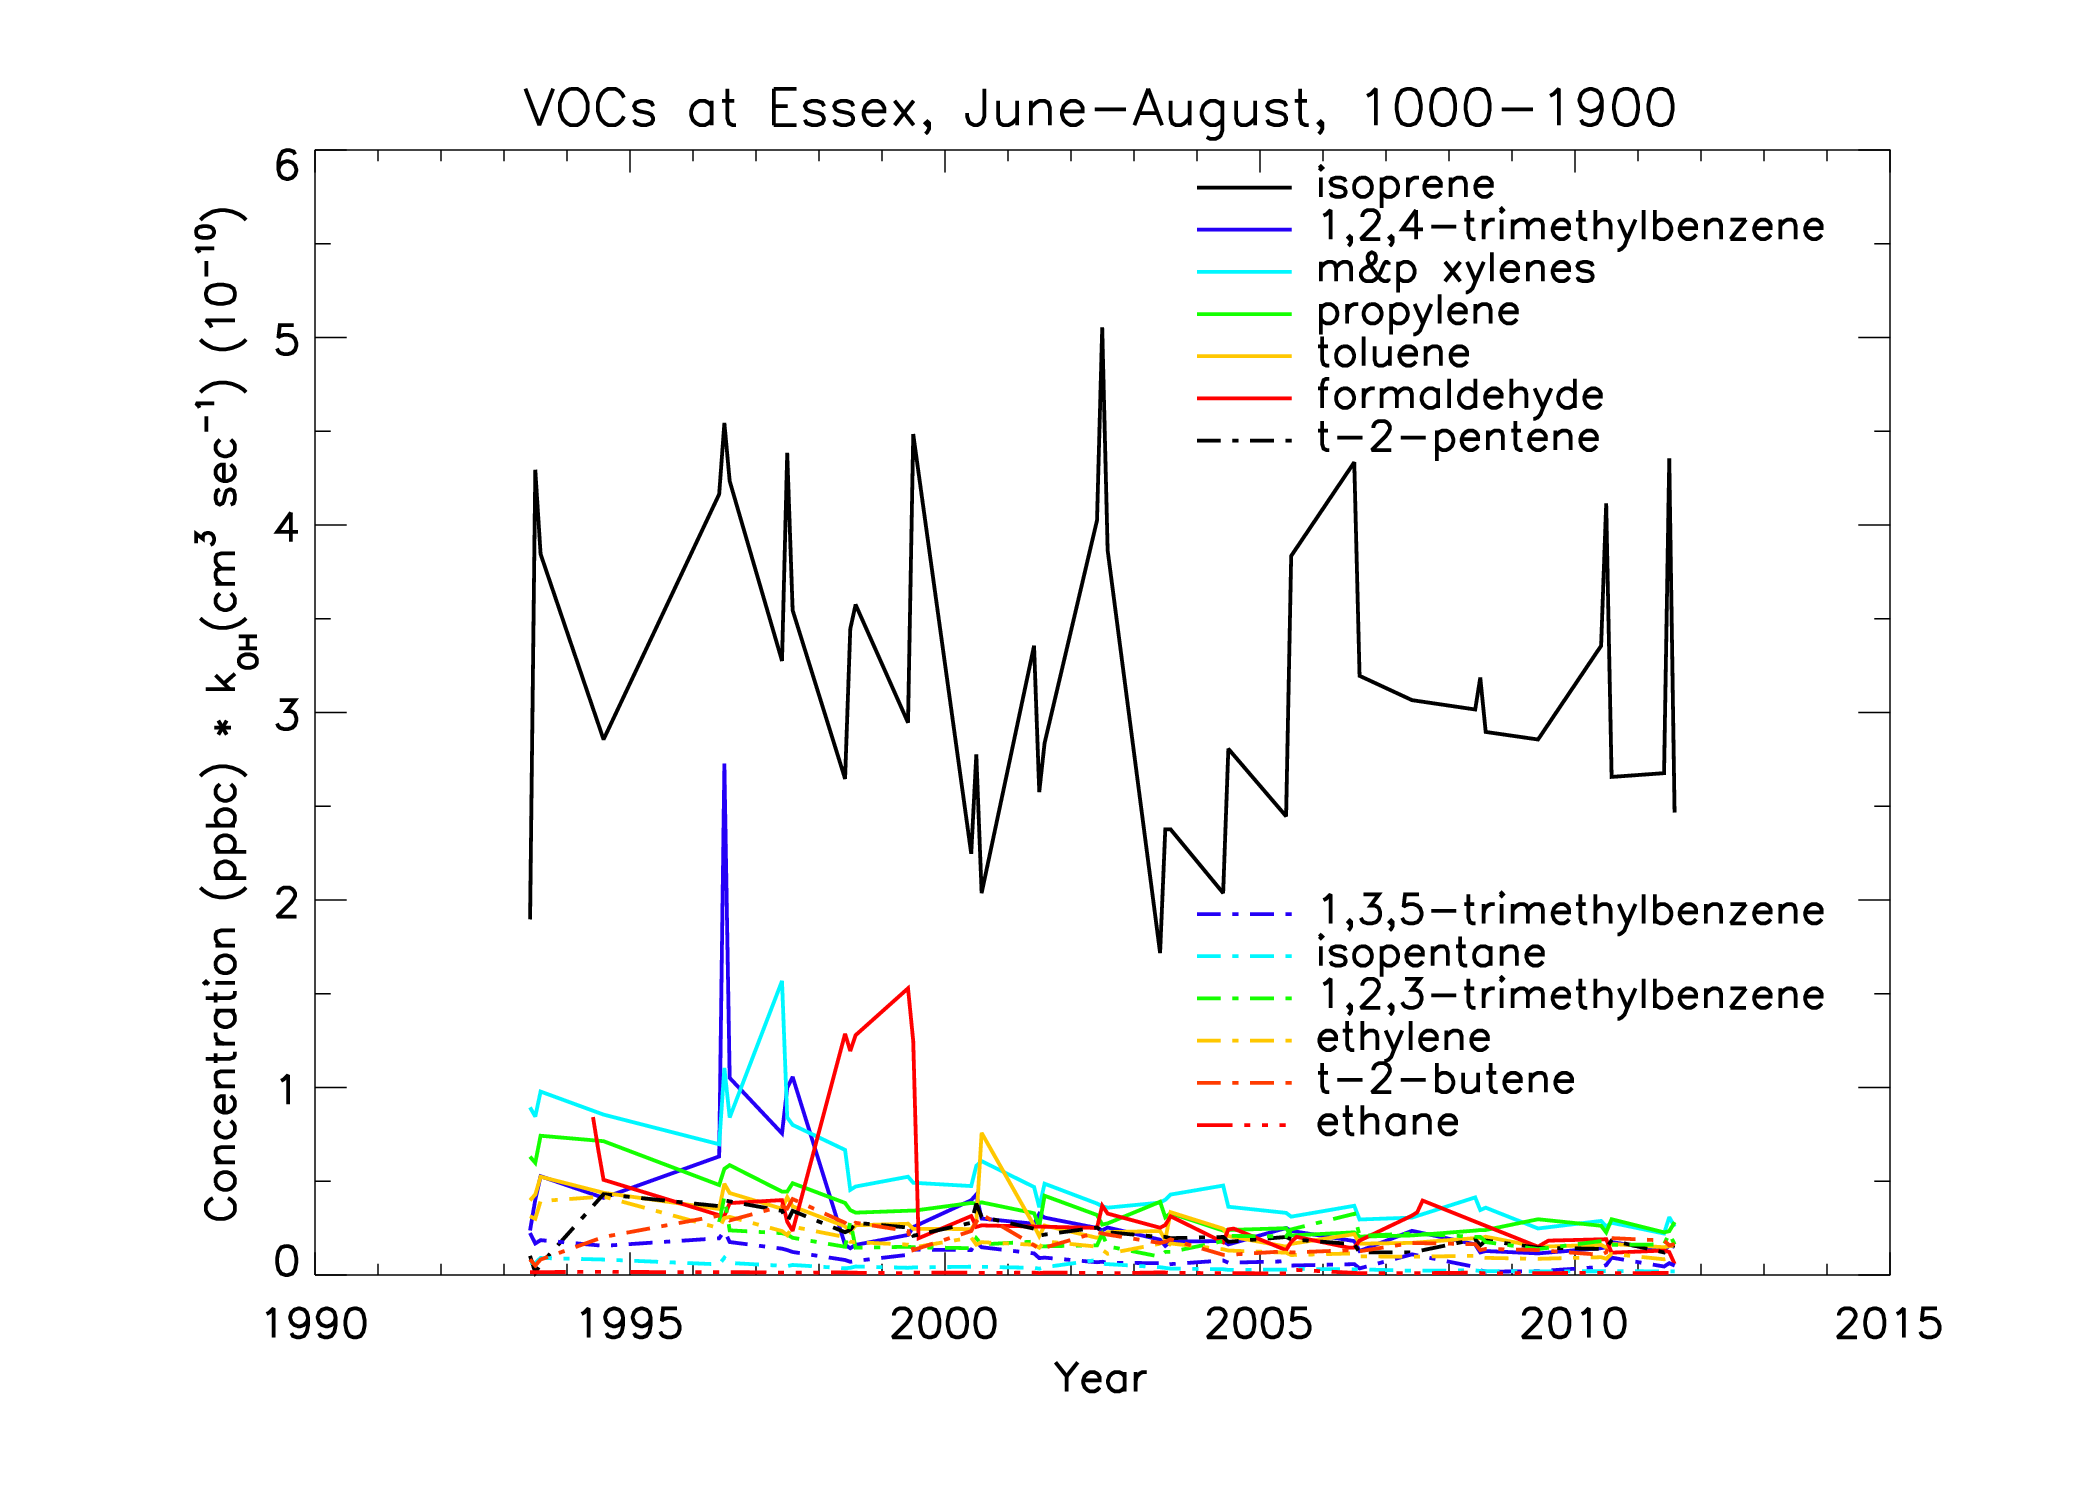 VOCs at Essex, June-August, 1000-1900
Concentration (ppbc) * k_OH(cm³ sec⁻¹) (10⁻¹⁰)
6
5
4
3
2
1
0
isoprene
1,2,4-trimethylbenzene
m&p xylenes
propylene
toluene
formaldehyde
t-2-pentene
1,3,5-trimethylbenzene
isopentane
1,2,3-trimethylbenzene
ethylene
t-2-butene
ethane
1990 1995 2000 2005 2010 2015
Year